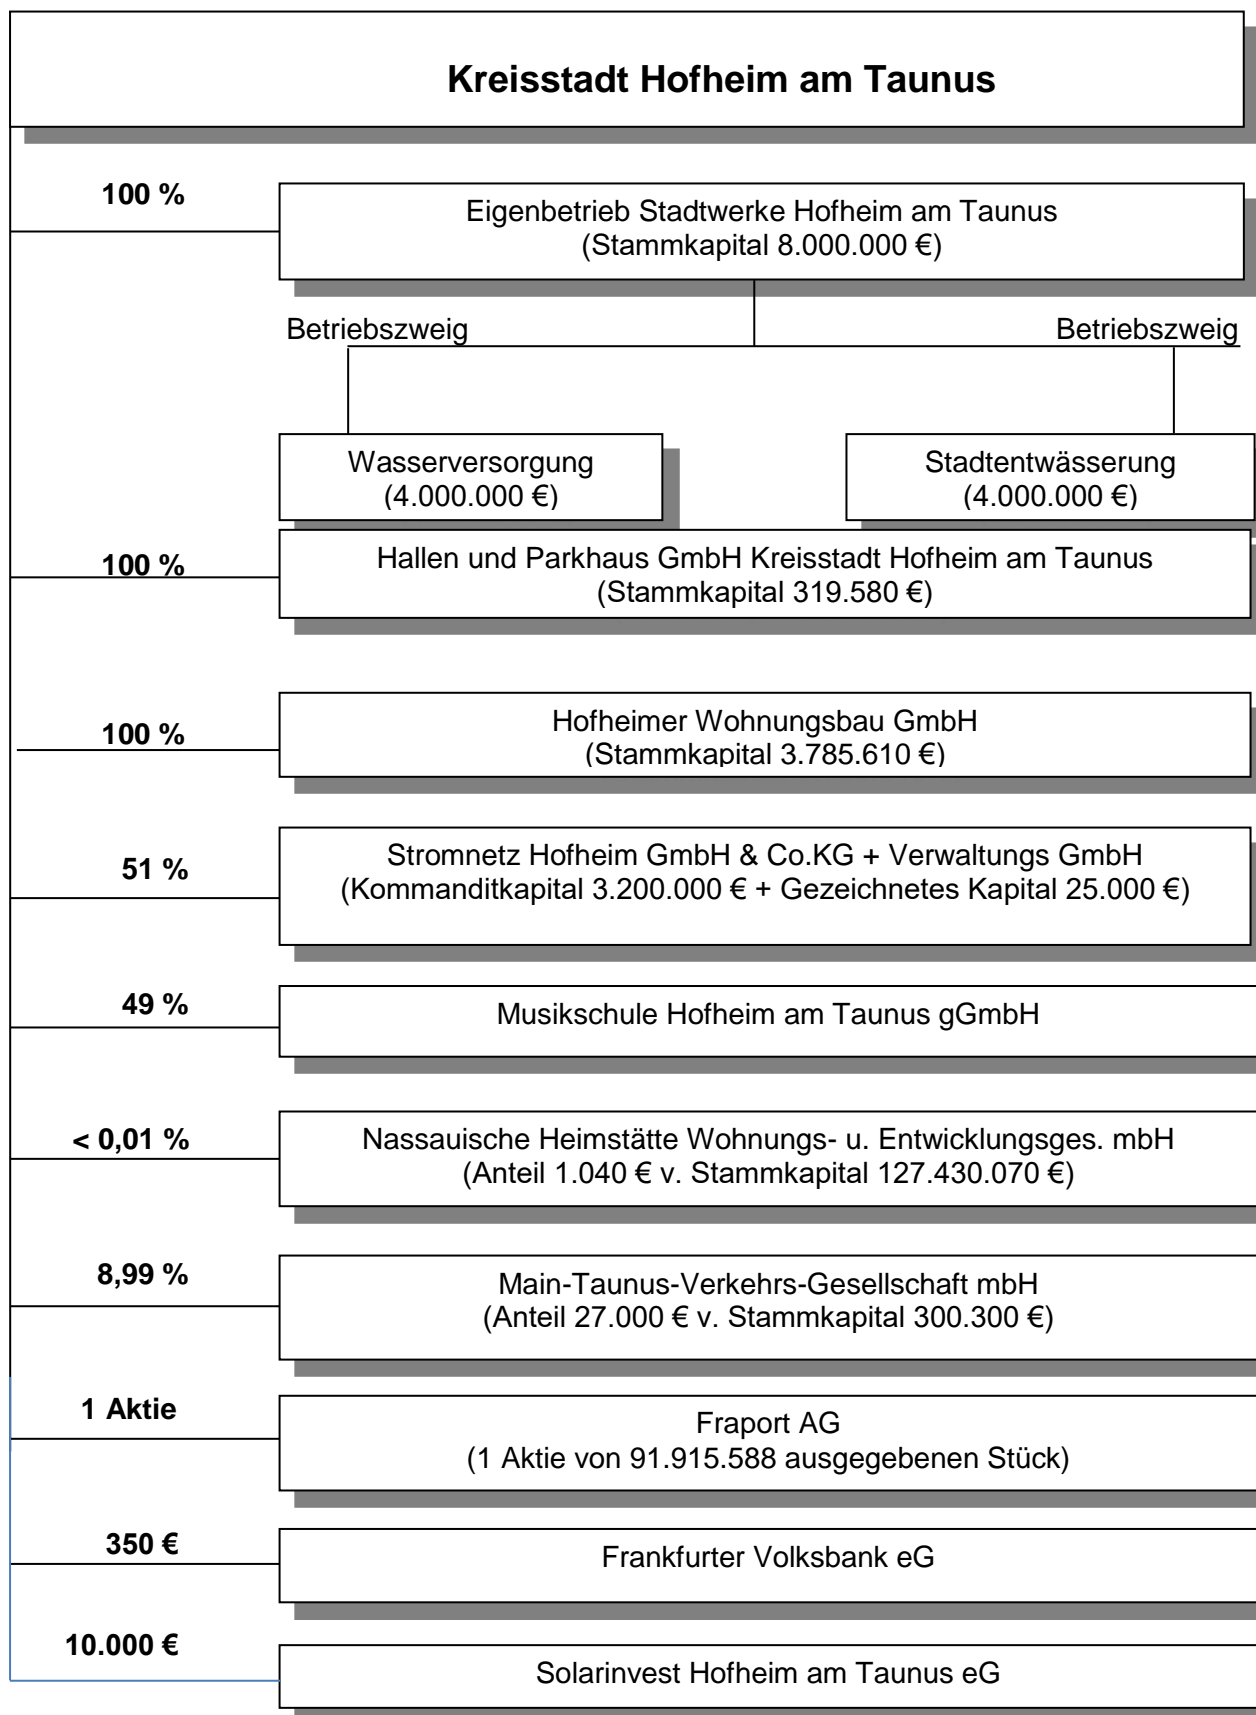 Kreisstadt Hofheim am Taunus
100 %
Eigenbetrieb Stadtwerke Hofheim am Taunus
(Stammkapital 8.000.000 €)
Betriebszweig
Betriebszweig
Wasserversorgung
(4.000.000 €)
Stadtentwässerung
(4.000.000 €)
100 %
Hallen und Parkhaus GmbH Kreisstadt Hofheim am Taunus
(Stammkapital 319.580 €)
100 %
Hofheimer Wohnungsbau GmbH
(Stammkapital 3.785.610 €)
51 %
Stromnetz Hofheim GmbH & Co.KG + Verwaltungs GmbH
(Kommanditkapital 3.200.000 € + Gezeichnetes Kapital 25.000 €)
49 %
Musikschule Hofheim am Taunus gGmbH
< 0,01 %
Nassauische Heimstätte Wohnungs- u. Entwicklungsges. mbH
(Anteil 1.040 € v. Stammkapital 127.430.070 €)
8,99 %
Main-Taunus-Verkehrs-Gesellschaft mbH
(Anteil 27.000 € v. Stammkapital 300.300 €)
1 Aktie
Fraport AG
(1 Aktie von 91.915.588 ausgegebenen Stück)
350 €
Frankfurter Volksbank eG
10.000 €
Solarinvest Hofheim am Taunus eG